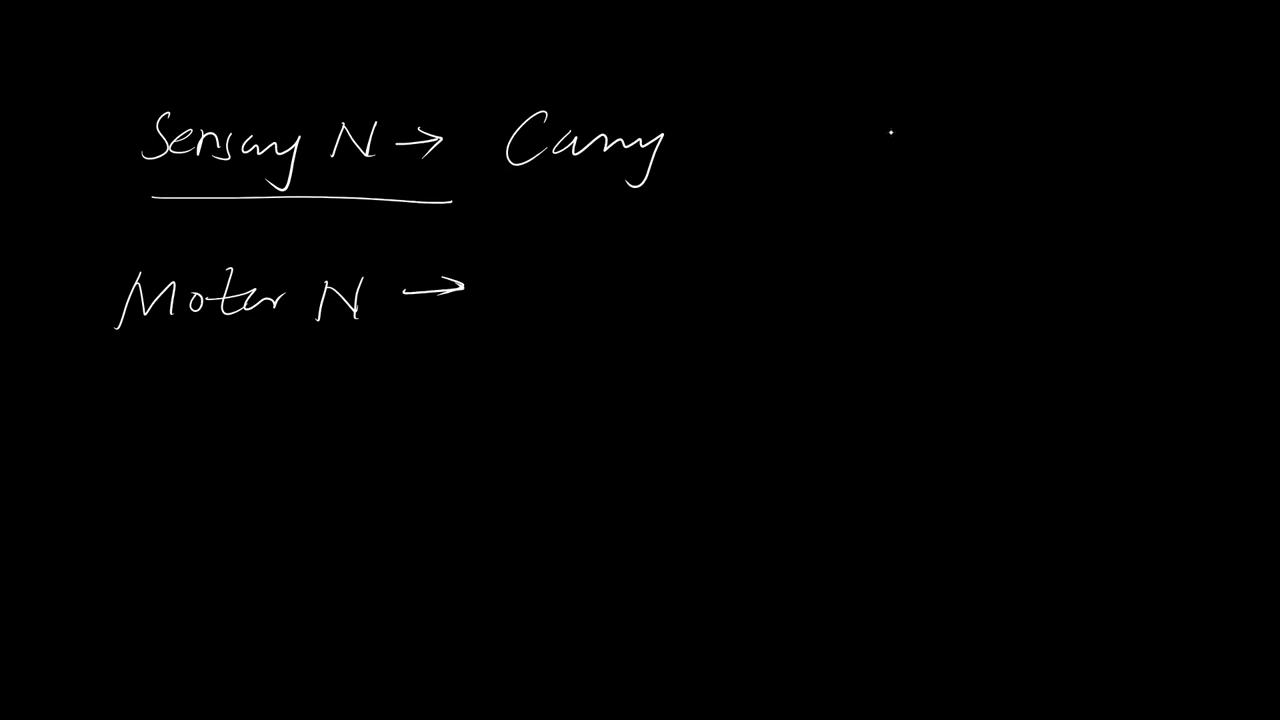 Sensory N → Carry
Motor N →